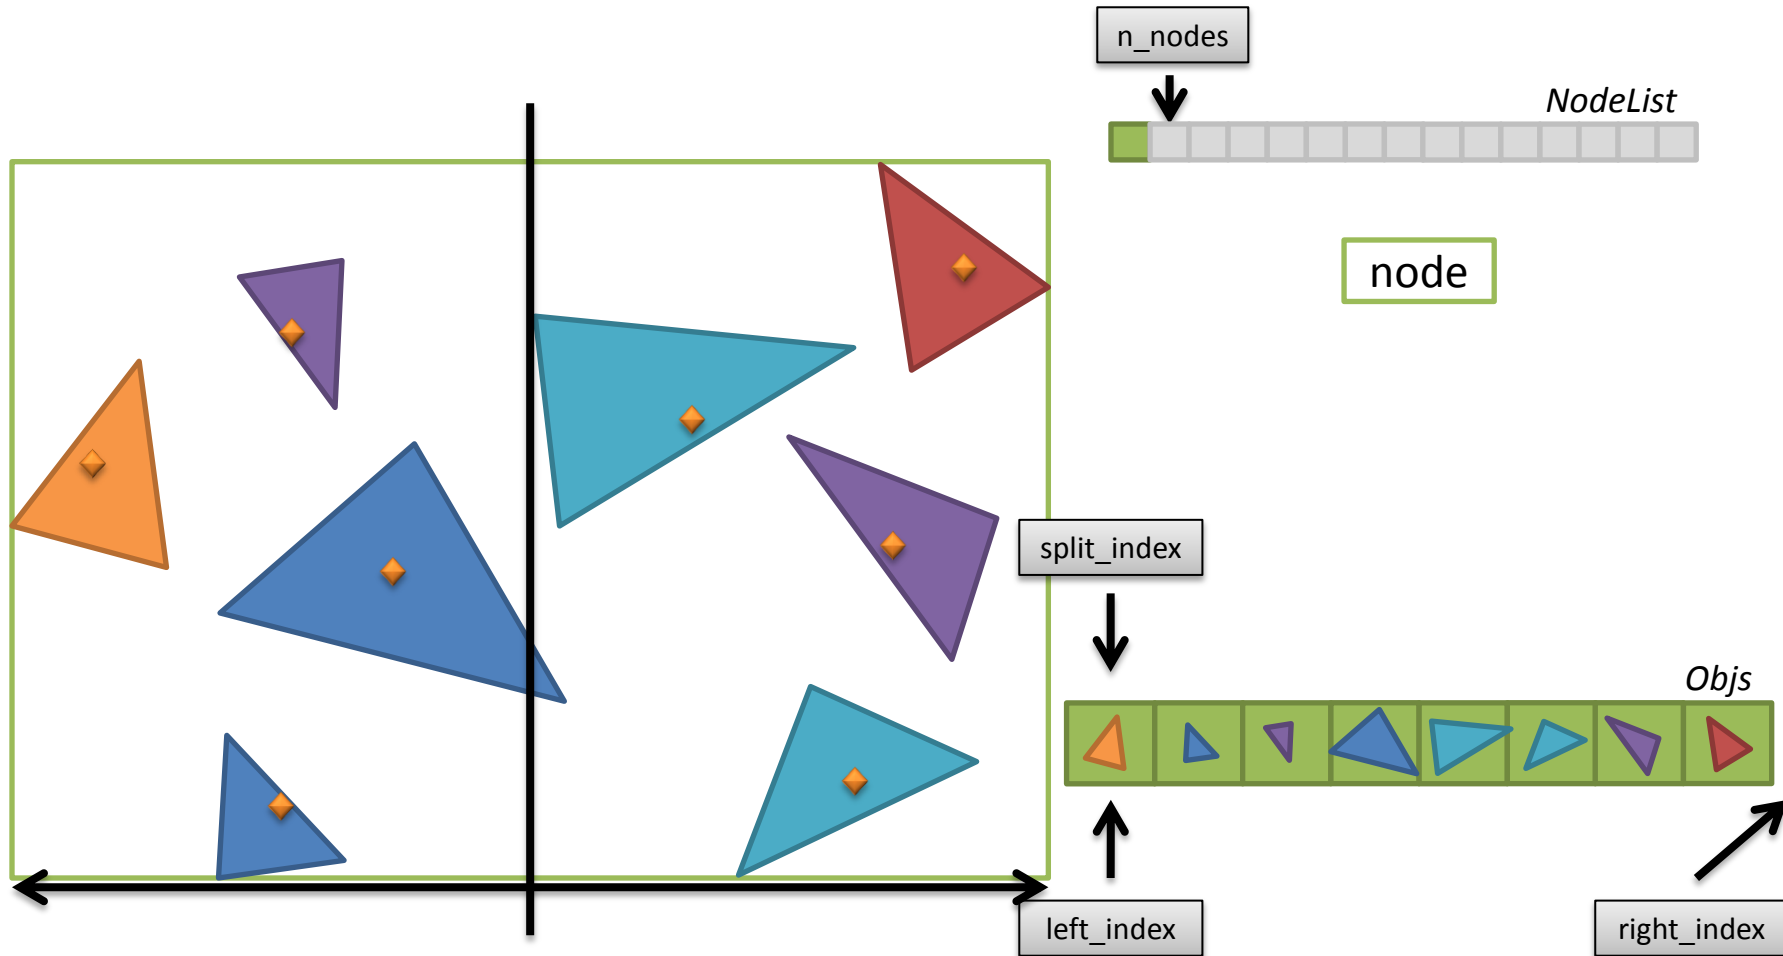 n_nodes
NodeList
node
split_index
Objs
left_index
right_index